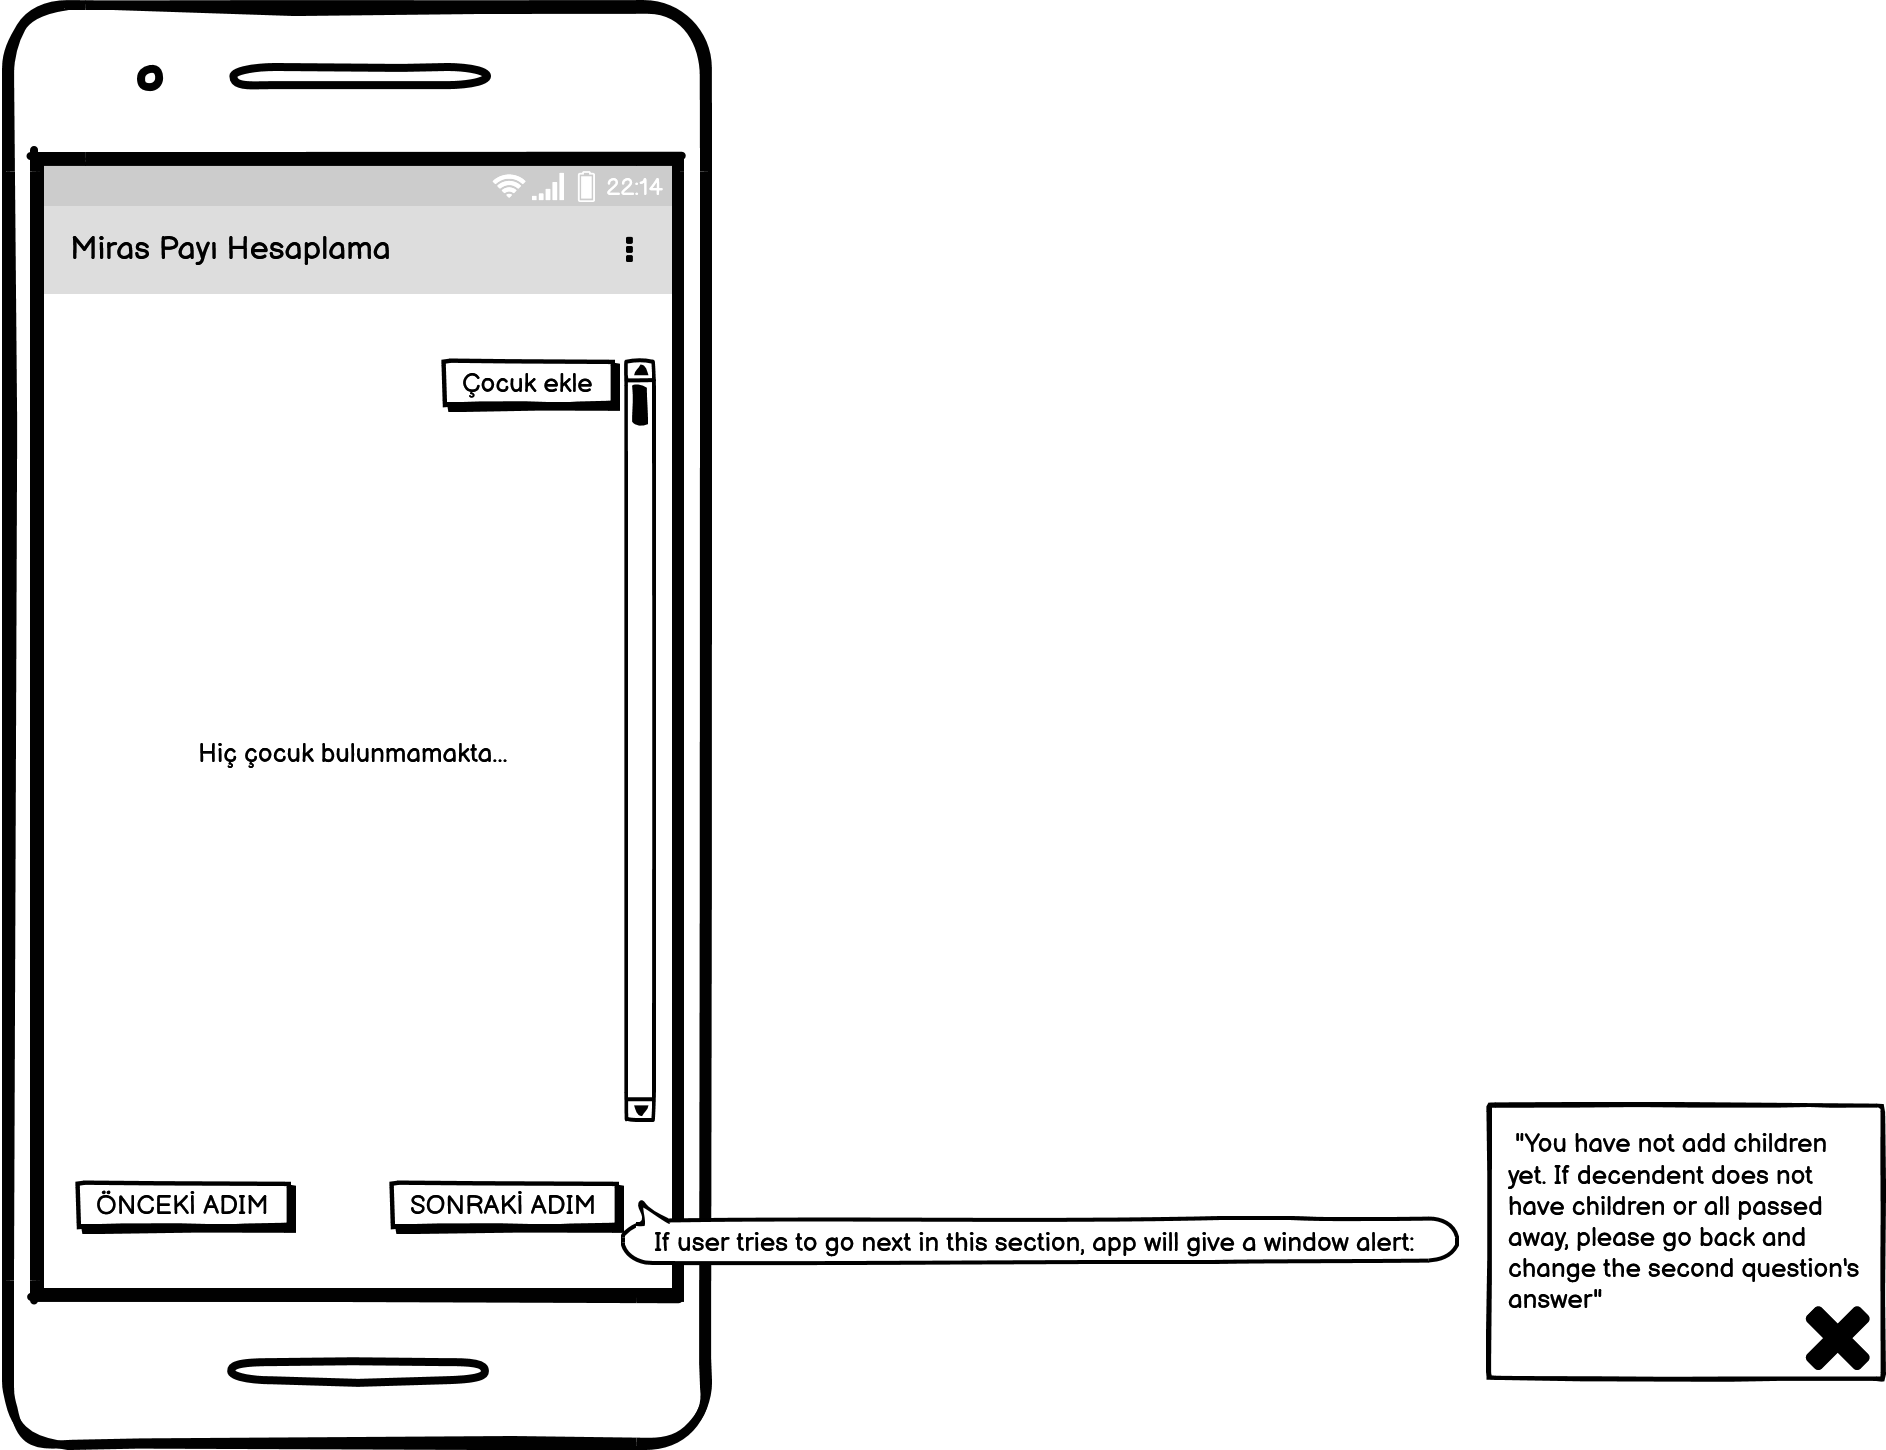 22:14
Miras Payı Hesaplama
Çocuk ekle
Hiç çocuk bulunmamakta...
ÖNCEKİ ADIM
SONRAKİ ADIM
If user tries to go next in this section, app will give a window alert:
"You have not add children
yet. If decendent does not
have children or all passed
away, please go back and
change the second question's
answer"